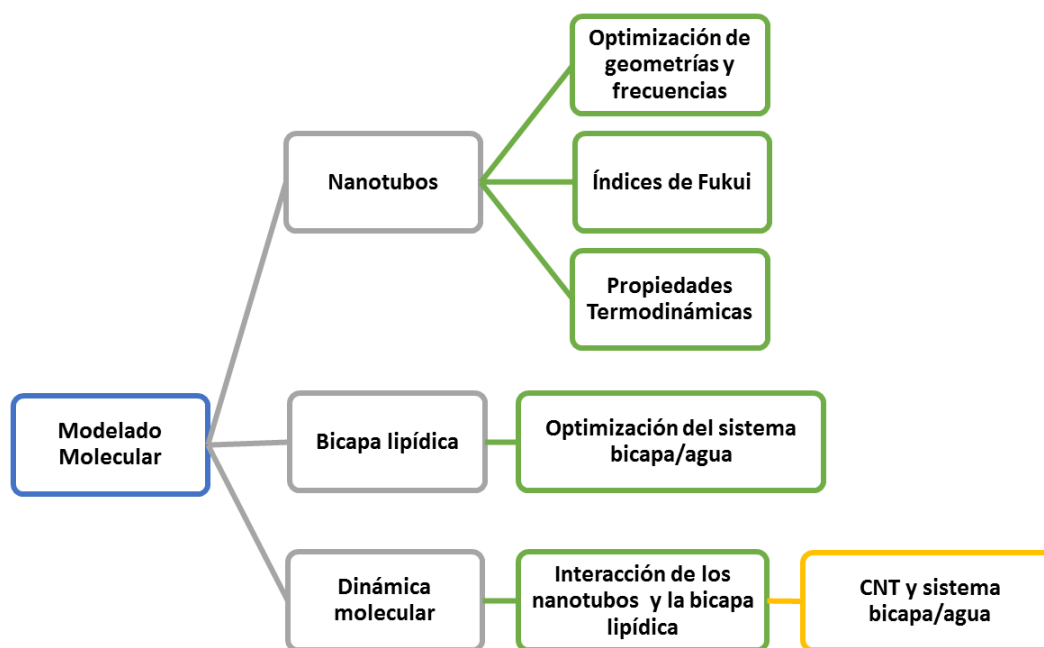 Optimización de
geometrías y
frecuencias
Nanotubos
Índices de Fukui
Propiedades
Termodinámicas
Modelado
Molecular
Bicapa lipídica
Optimización del sistema
bicapa/agua
Dinámica
molecular
Interacción de los
nanotubos y la bicapa
lipídica
CNT y sistema
bicapa/agua